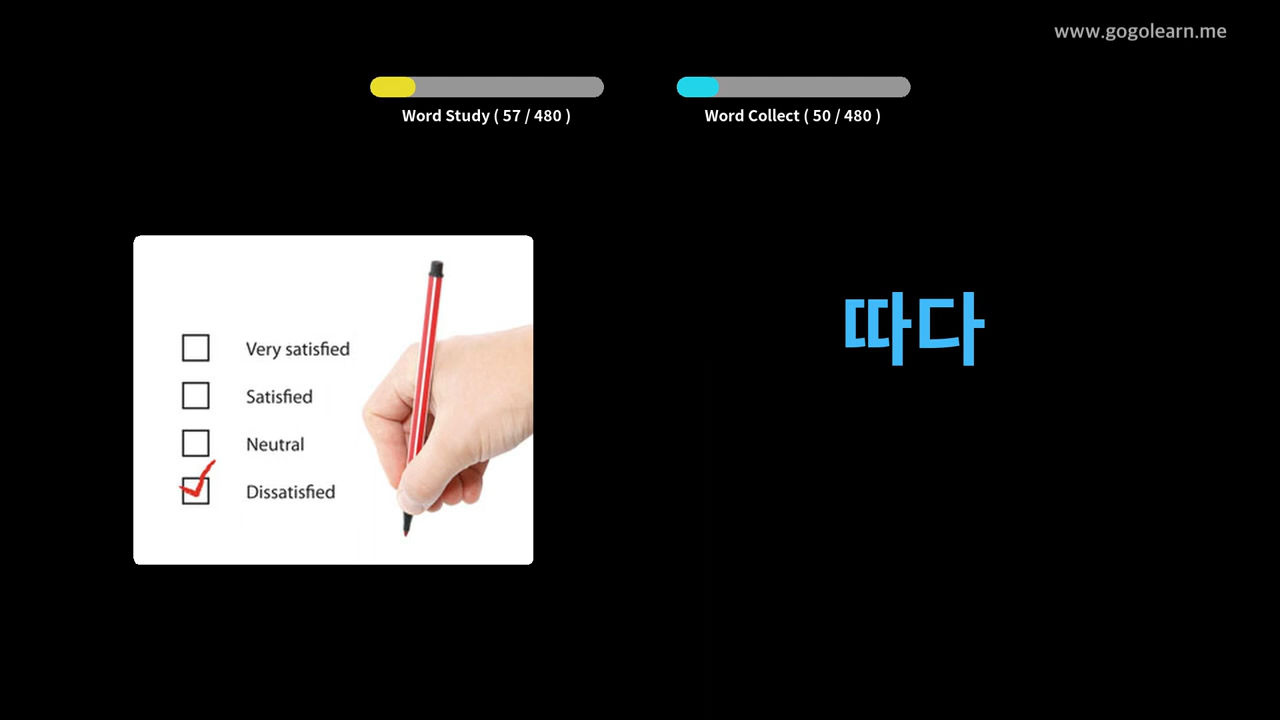 www.gogolearn.me
Word Study ( 57 / 480 )
Word Collect ( 50 / 480 )
Very satisfied
Satisfied
Neutral
Dissatisfied
따다